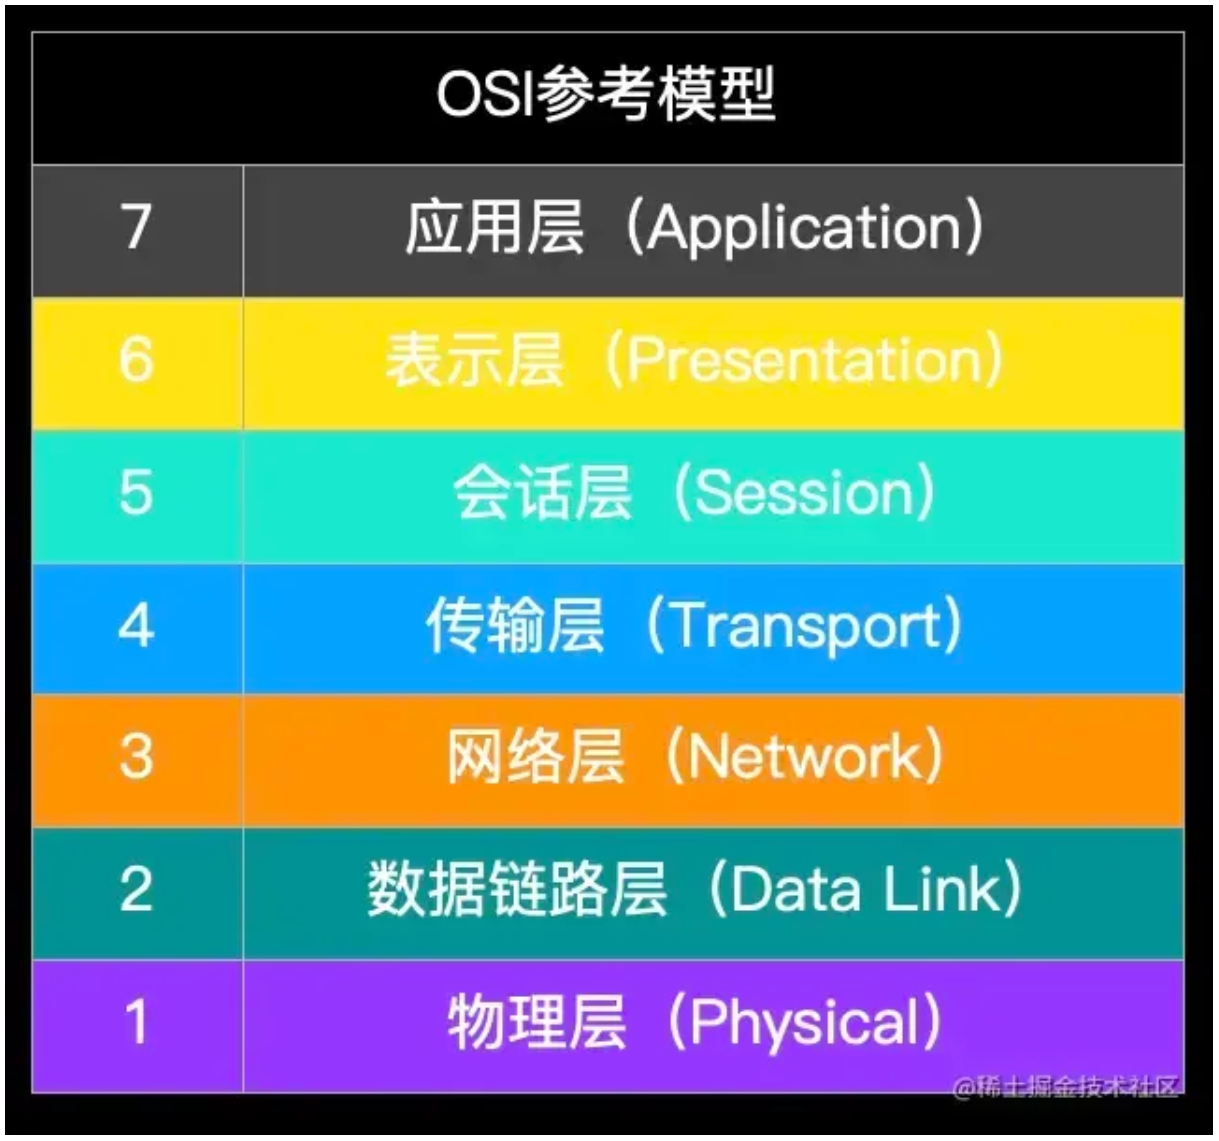 OSI参考模型
7 应用层（Application）
6 表示层（Presentation）
5 会话层（Session）
4 传输层（Transport）
3 网络层（Network）
2 数据链路层（Data Link）
1 物理层（Physical）
@稀土掘金技术社区